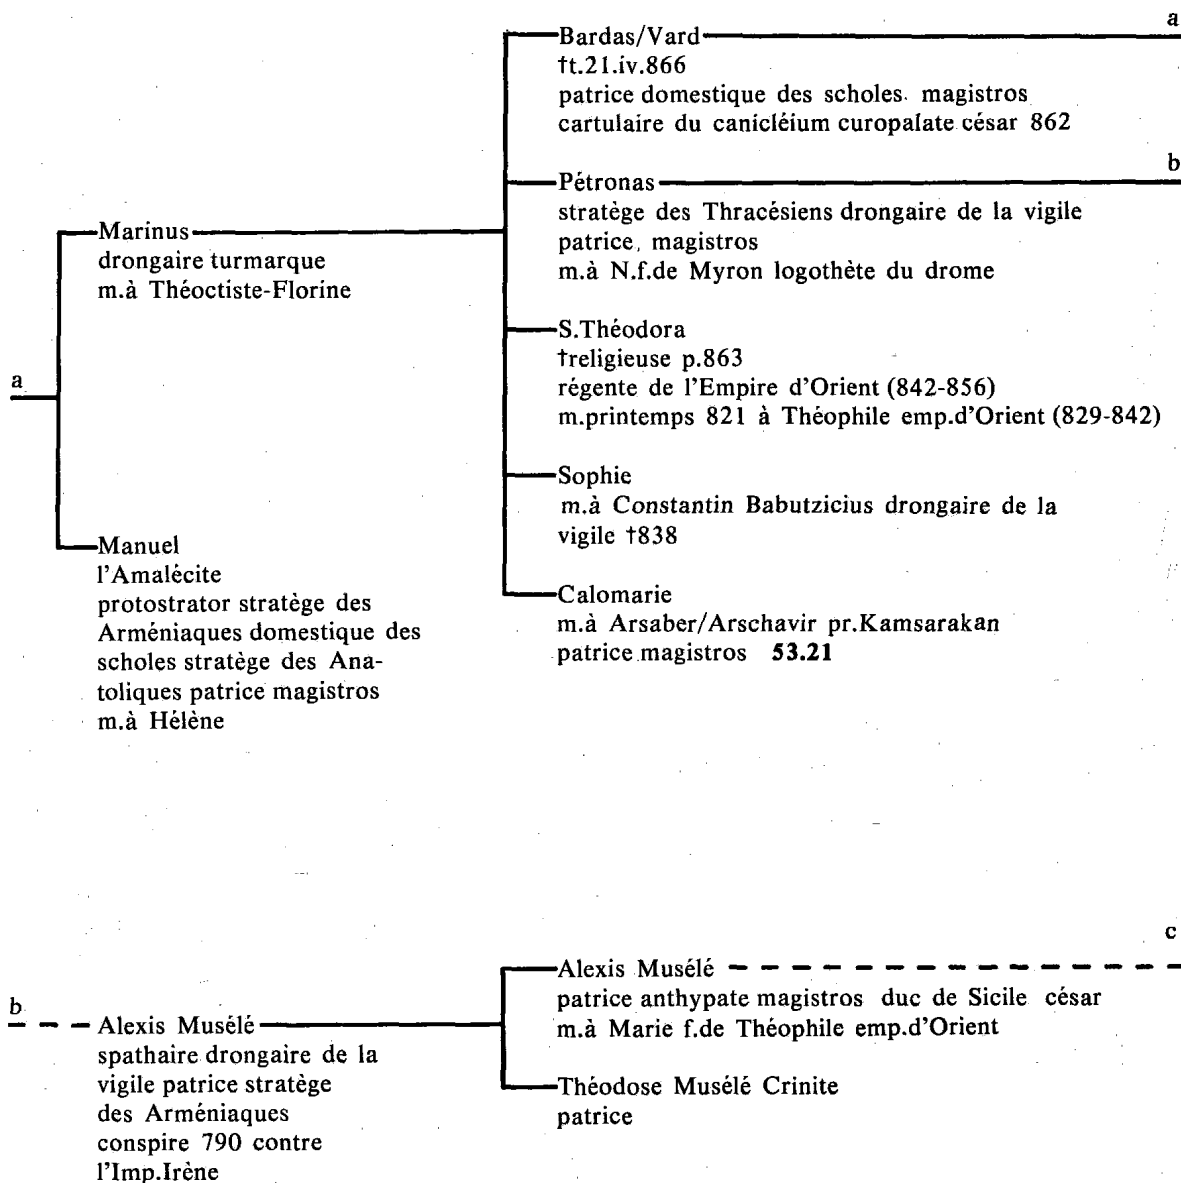 a
Bardas/Vard
†t.21.iv.866
patrice domestique des scholes magistros
cartulaire du canicléium curopalate césar 862
b
Pétronas
stratège des Thracésiens drongaire de la vigile
patrice, magistros
m.à N.f.de Myron logothète du drome
Marinus
drongaire turmarque
m.à Théoctiste-Florine
S.Théodora
†religieuse p.863
régente de l'Empire d'Orient (842-856)
m.printemps 821 à Théophile emp.d'Orient (829-842)
a
Sophie
m.à Constantin Babutzicius drongaire de la
vigile †838
Manuel
l'Amalécite
protostrator stratège des
Arméniaques domestique des
scholes stratège des Ana-
toliques patrice magistros
m.à Hélène
Calomarie
m.à Arsaber/Arschavir pr.Kamsarakan
patrice magistros 53.21
c
Alexis Musélé
patrice anthypate magistros duc de Sicile césar
m.à Marie f.de Théophile emp.d'Orient
b
Alexis Musélé
spathaire drongaire de la
vigile patrice stratège
des Arméniaques
conspire 790 contre
l'Imp.Irène
Théodose Musélé Crinite
patrice